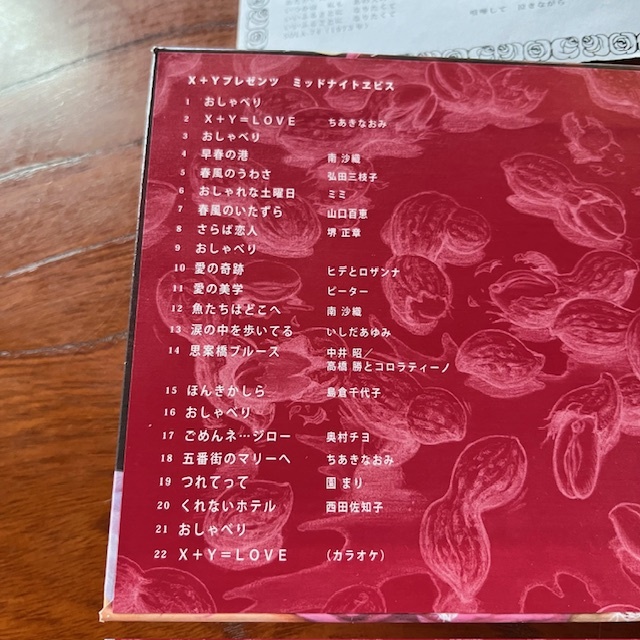 X+Yプレゼンツ ミッドナイトヱビス
1 おしゃべり
2 X+Y=LOVE ちあきなおみ
3 おしゃべり
4 早春の港 南 沙織
5 春風のうわさ 弘田三枝子
6 おしゃれな土曜日 ミミ
7 春風のいたずら 山口百恵
8 さらば恋人 堺 正章
9 おしゃべり
10 愛の奇跡 ヒデとロザンナ
11 愛の美学 ピーター
12 魚たちはどこへ 南 沙織
13 涙の中を歩いてる いしだあゆみ
14 思案橋ブルース 中井 昭/
高橋 勝とコロラティーノ
15 ほんきかしら 島倉千代子
16 おしゃべり
17 ごめんネ…ジロー 奥村チヨ
18 五番街のマリーへ ちあきなおみ
19 つれてって 園 まり
20 くれないホテル 西田佐知子
21 おしゃべり
22 X+Y=LOVE (カラオケ)